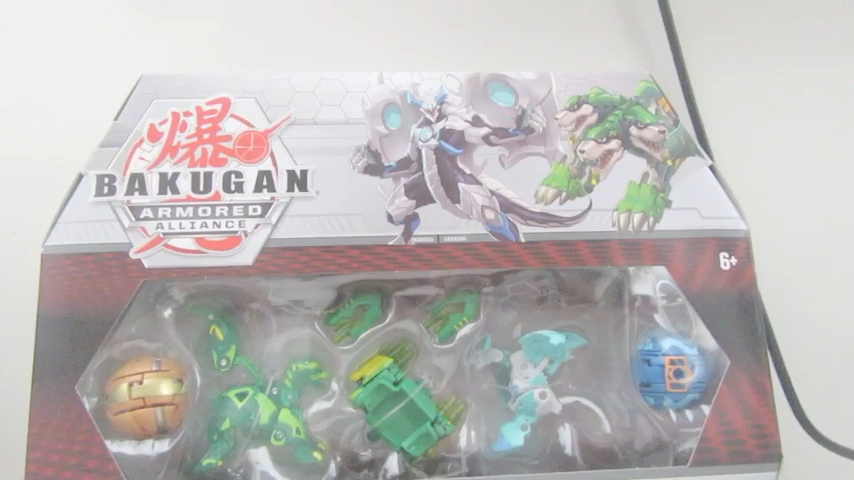 爆
BAKUGAN
ARMORED
ALLIANCE
6+